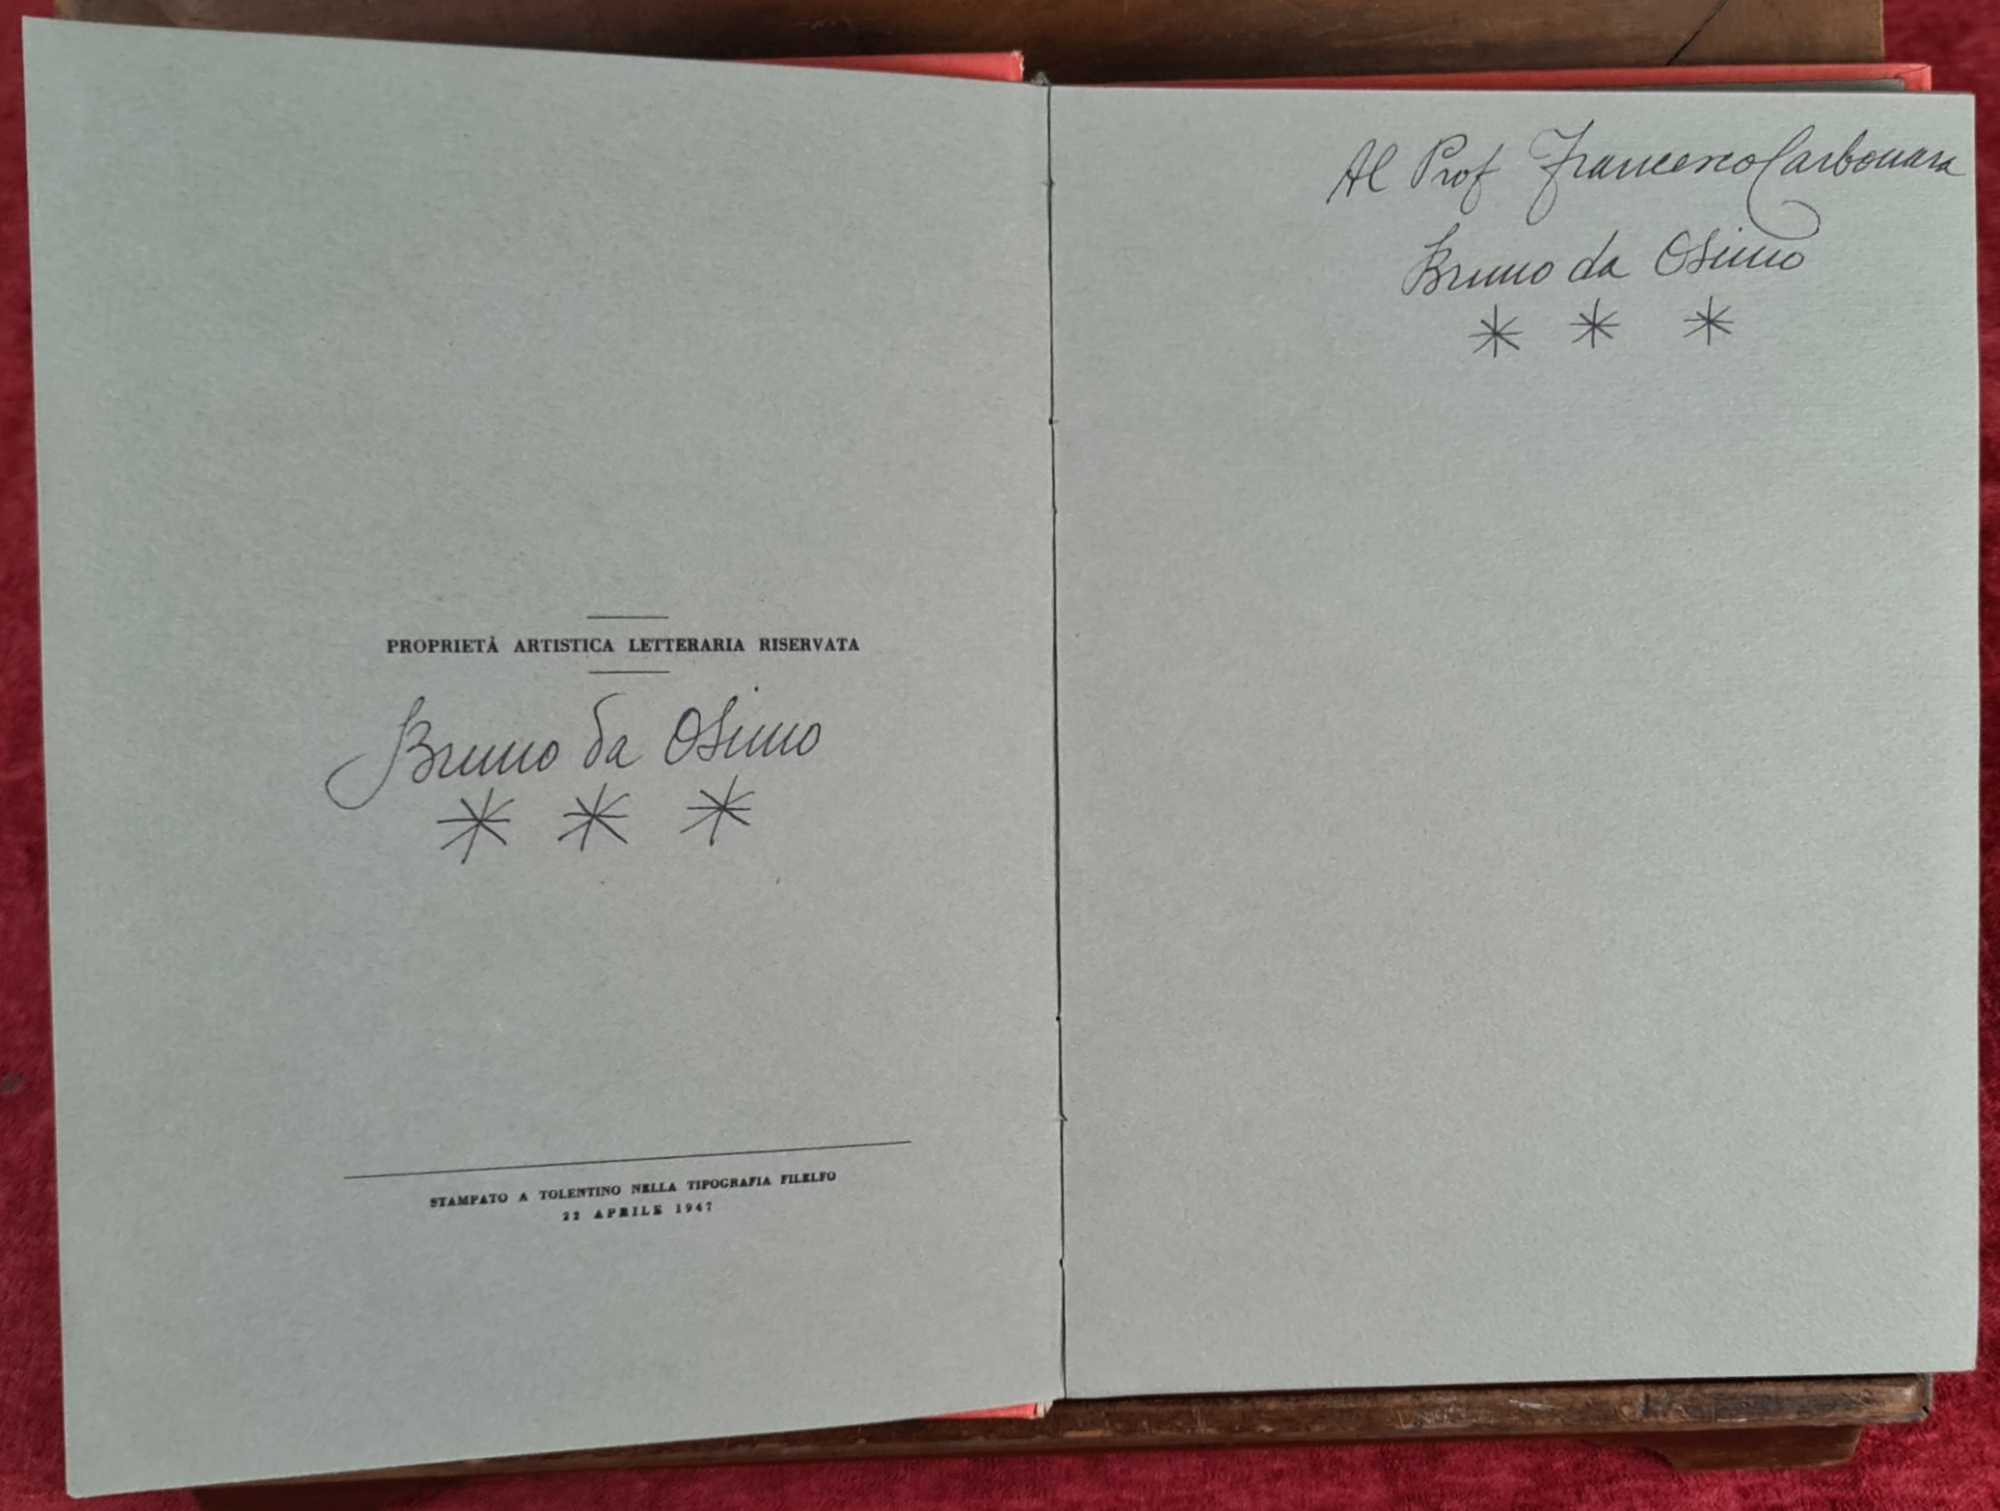 PROPRIETÀ ARTISTICA LETTERARIA RISERVATA
Bruno da Osimo
* * *
STAMPATO A TOLENTINO NELLA TIPOGRAFIA FILELFO
22 APRILE 1947
Al Prof Francesco Carbonara
Bruno da Osimo
* * *